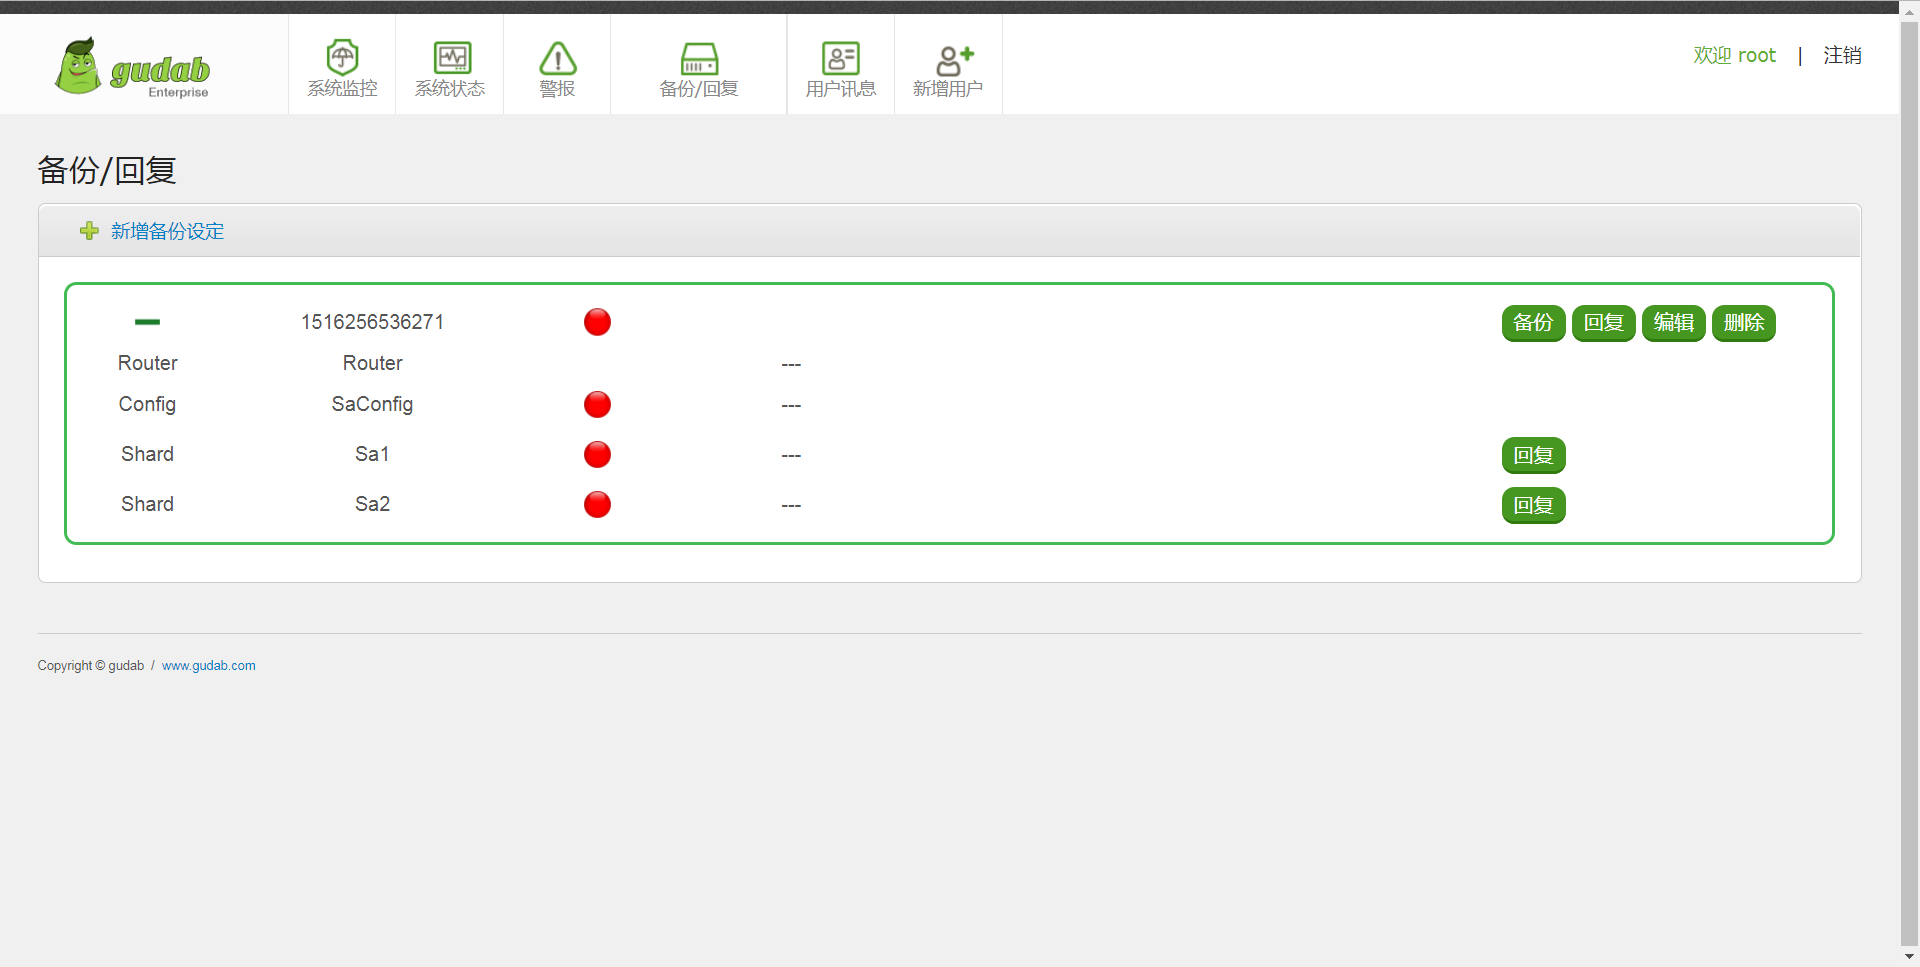 gudab
Enterprise
系统监控
系统状态
警报
备份/回复
用户讯息
新增用户
欢迎 root | 注销
备份/回复
新增备份设定
1516256536271 备份 回复 编辑 删除
Router Router ---
Config SaConfig ---
Shard Sa1 --- 回复
Shard Sa2 --- 回复
Copyright © gudab / www.gudab.com